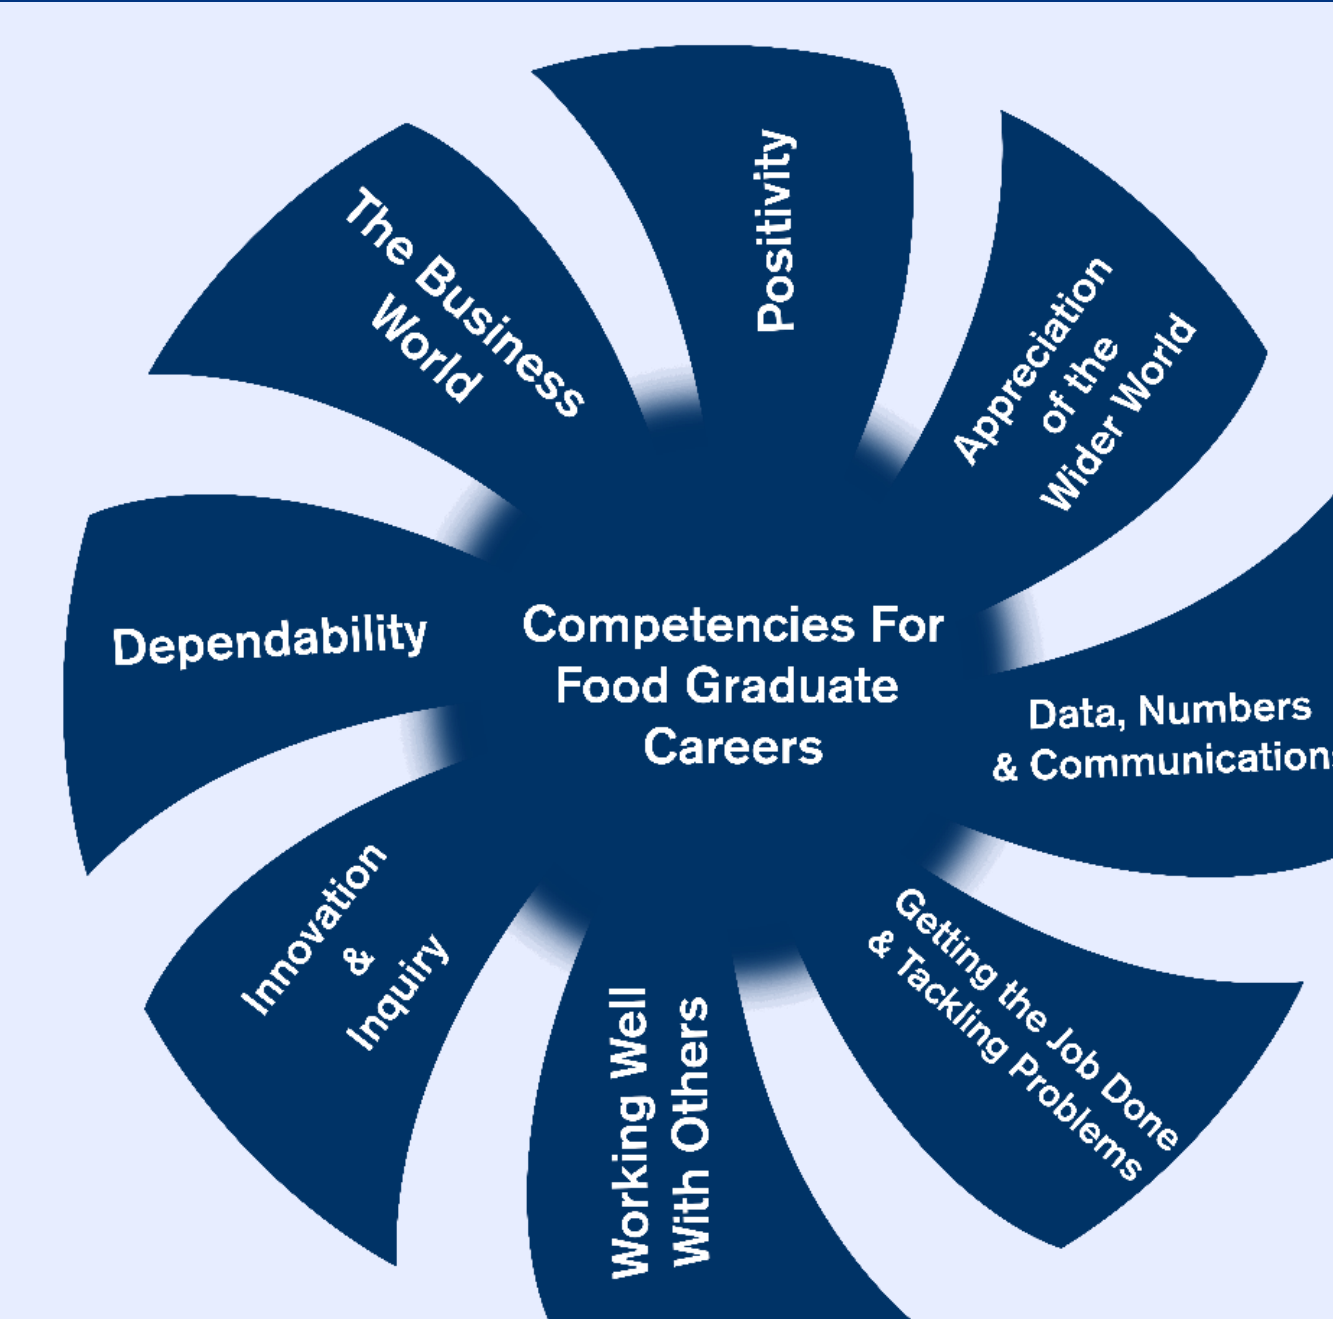 Positivity
Appreciation
of the
Wider World
Data, Numbers
& Communications
Getting the Job Done
& Tackling Problems
Working Well
With Others
Innovation
&
Inquiry
Dependability
The Business
World
Competencies For
Food Graduate
Careers